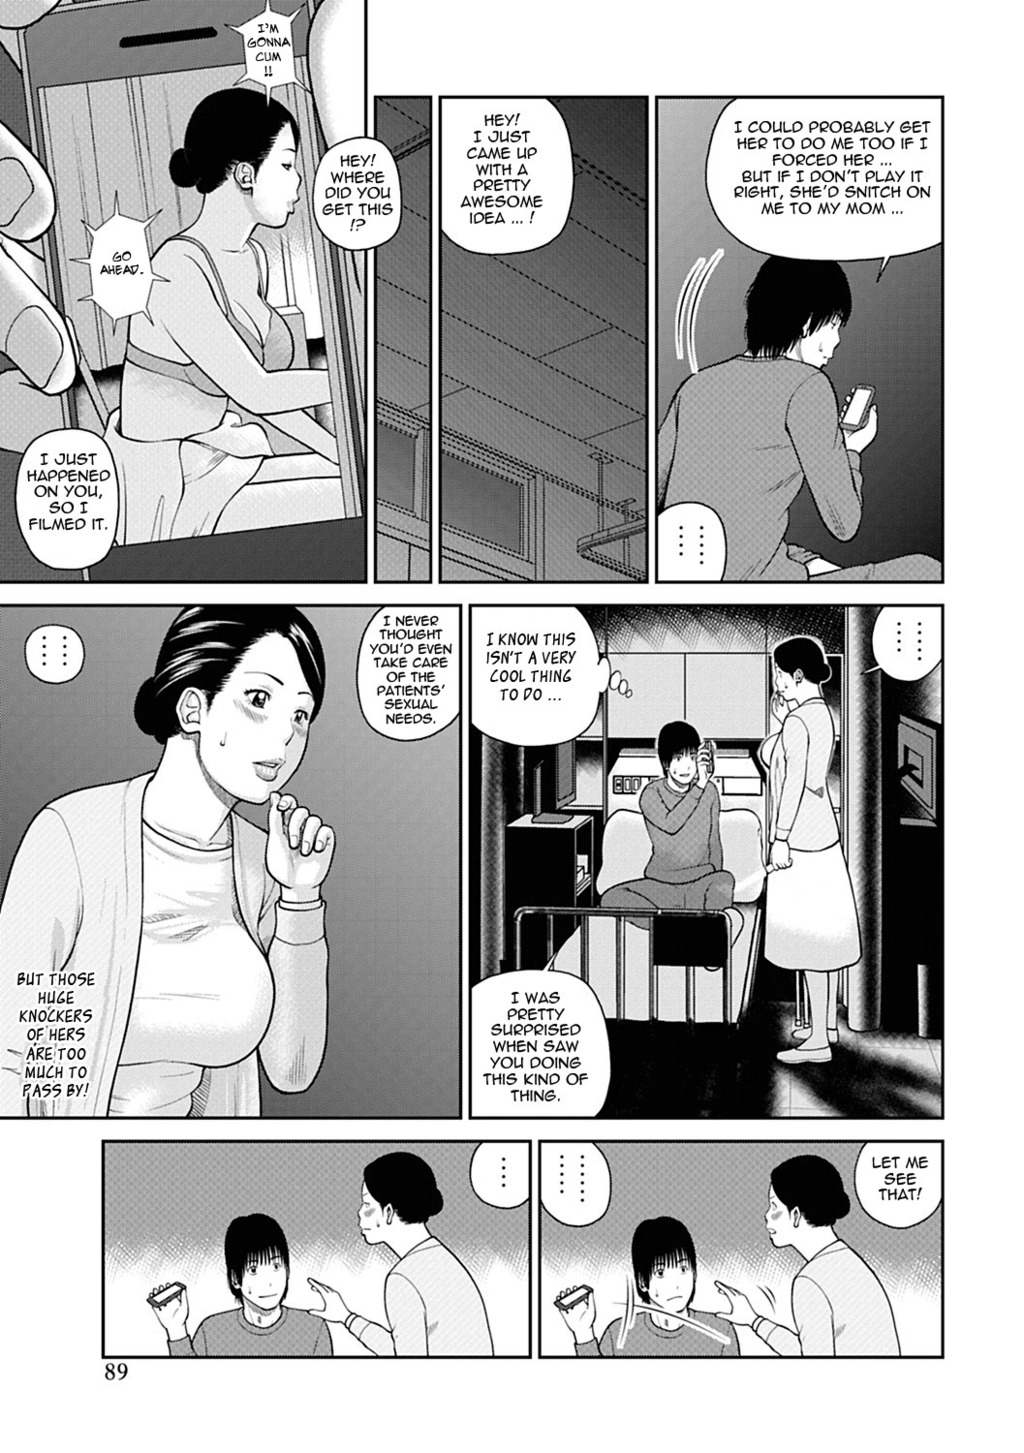 I COULD PROBABLY GET
HER TO DO ME TOO IF I
FORCED HER ...
BUT IF I DON'T PLAY IT
RIGHT, SHE'D SNITCH ON
ME TO MY MOM ...
HEY!
I JUST
CAME UP
WITH A
PRETTY
AWESOME
IDEA ... !
HEY!
WHERE
DID YOU
GET THIS
!?
I'M
GONNA
CUM
!!
GO
AHEAD.
I JUST
HAPPENED
ON YOU,
SO I
FILMED IT.
I KNOW THIS
ISN'T A VERY
COOL THING
TO DO ...
I WAS
PRETTY
SURPRISED
WHEN SAW
YOU DOING
THIS KIND OF
THING.
I NEVER
THOUGHT
YOU'D EVEN
TAKE CARE
OF THE
PATIENTS'
SEXUAL
NEEDS.
BUT THOSE
HUGE
KNOCKERS
OF HERS
ARE TOO
MUCH TO
PASS BY!
LET ME
SEE
THAT!
89